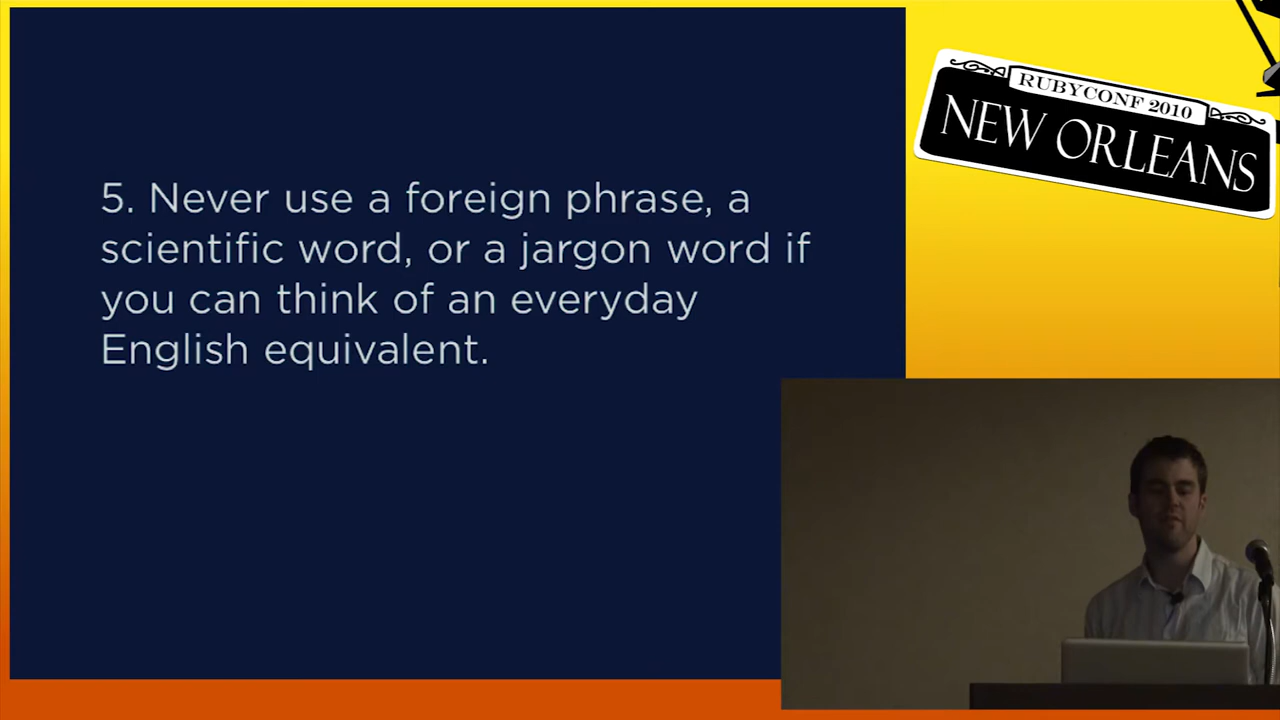 RUBYCONF 2010
NEW ORLEANS
5. Never use a foreign phrase, a
scientific word, or a jargon word if
you can think of an everyday
English equivalent.